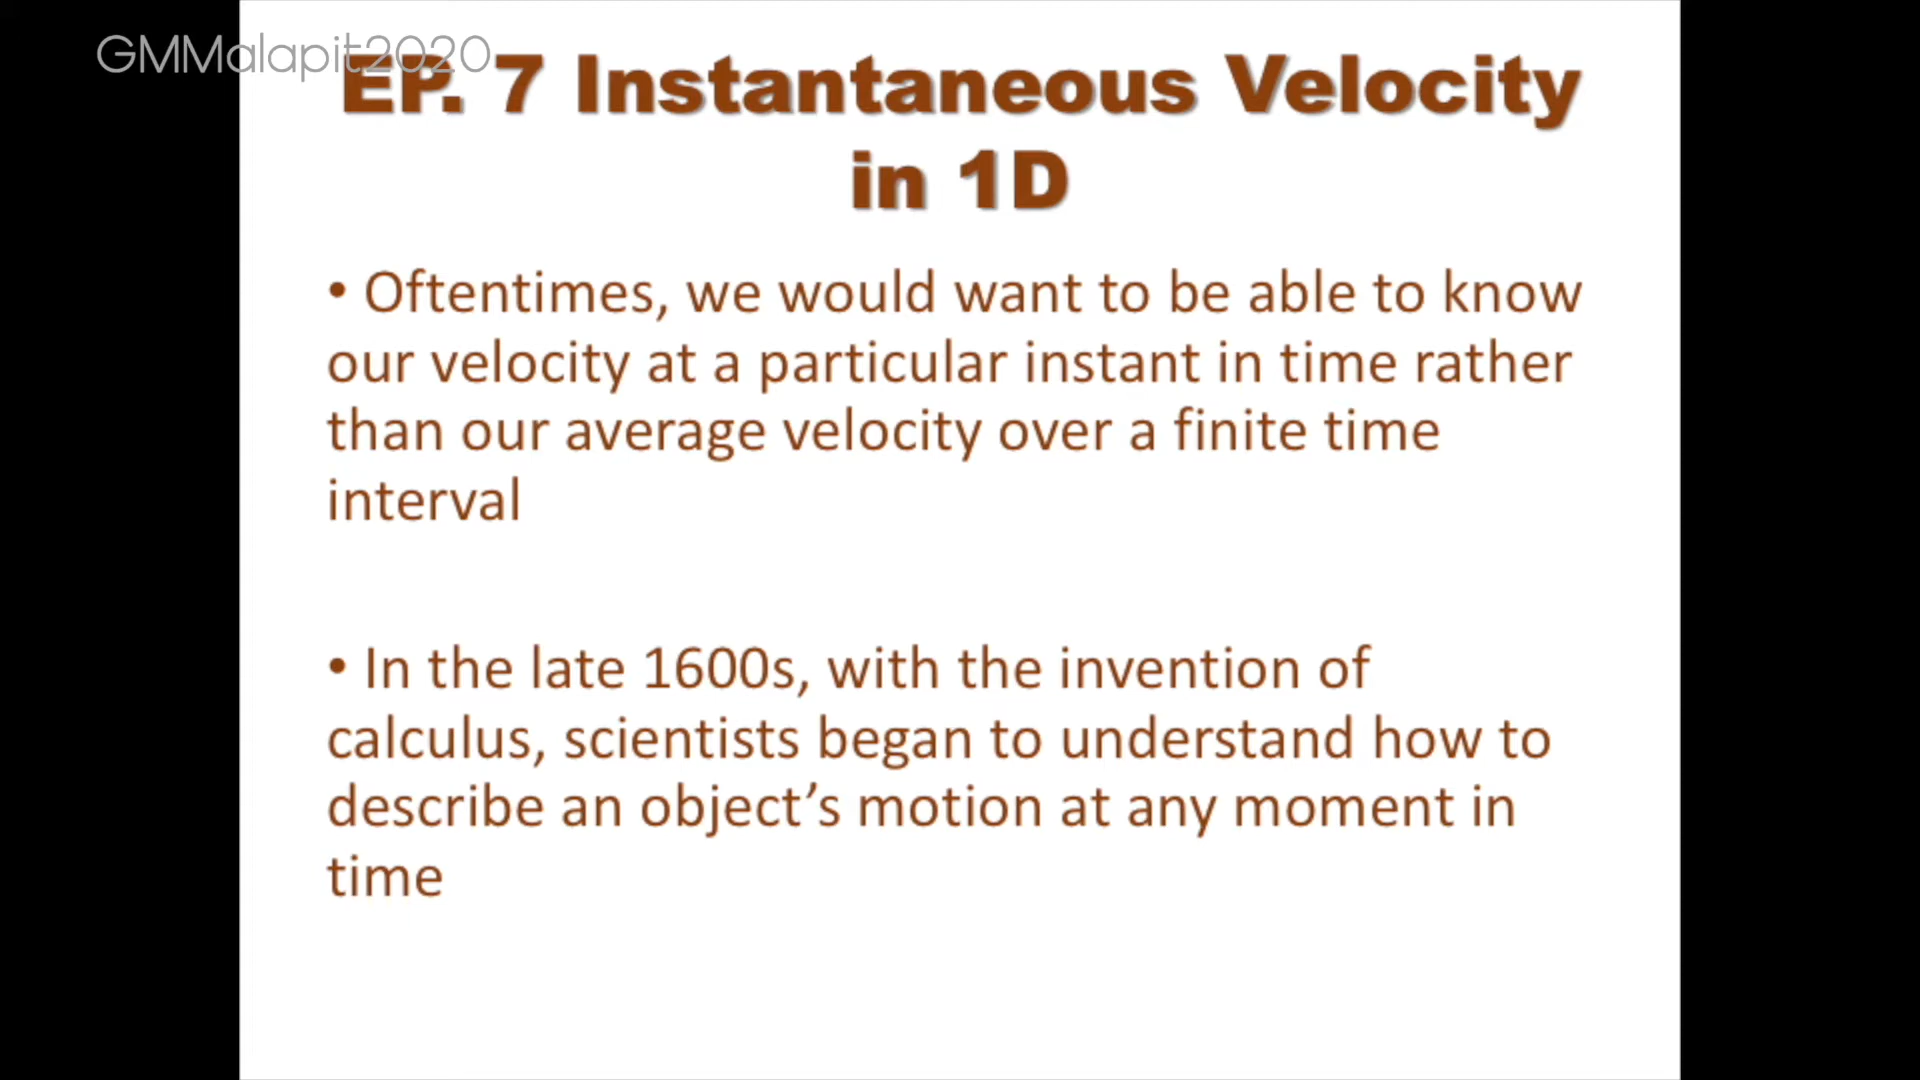 GMMalapit2020
EP. 7 Instantaneous Velocity
in 1D
• Oftentimes, we would want to be able to know
our velocity at a particular instant in time rather
than our average velocity over a finite time
interval
• In the late 1600s, with the invention of
calculus, scientists began to understand how to
describe an object’s motion at any moment in
time